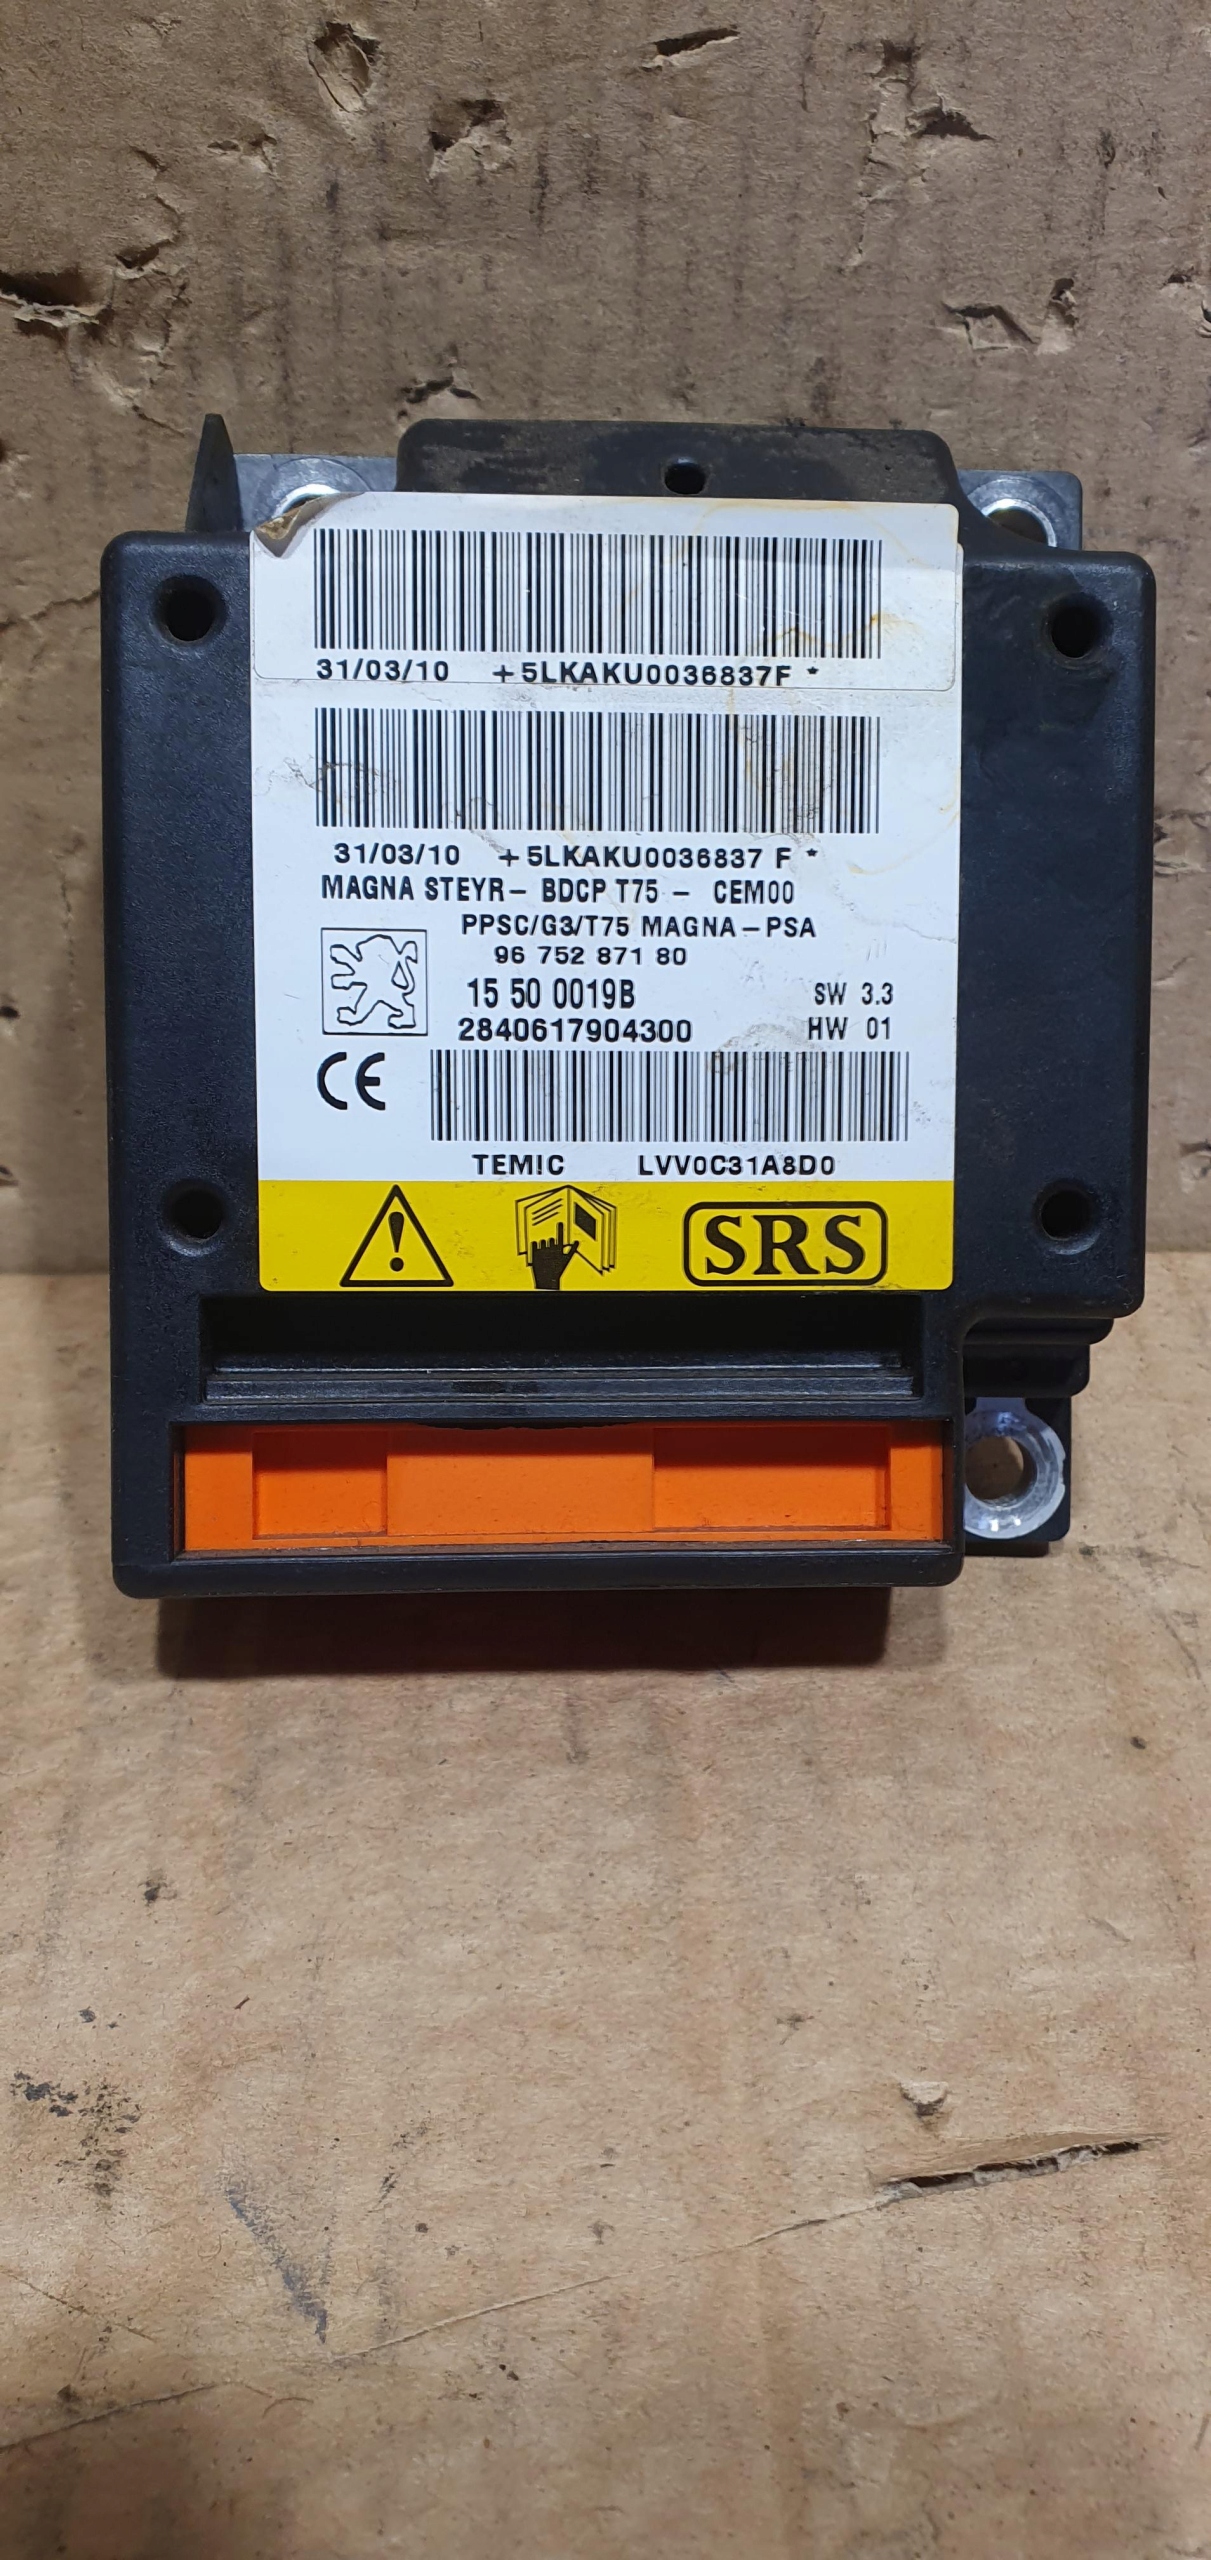 31/03/10 +5LKAKU0036837F *
31/03/10 +5LKAKU0036837 F *
MAGNA STEYR- BDCP T75 - CEM00
PPSC/G3/T75 MAGNA-PSA
96 752 871 80
15 50 0019B SW 3.3
2840617904300 HW 01
CE
TEMIC LVV0C31A8D0
! SRS